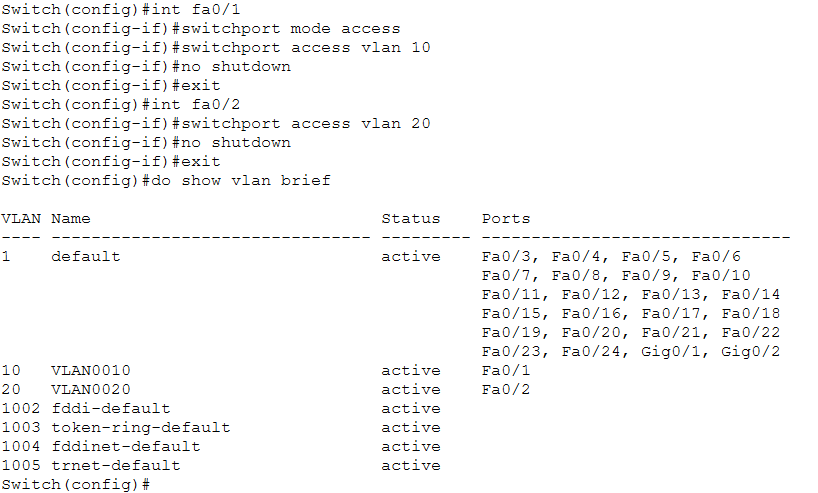 Switch(config)#int fa0/1
Switch(config-if)#switchport mode access
Switch(config-if)#switchport access vlan 10
Switch(config-if)#no shutdown
Switch(config-if)#exit
Switch(config)#int fa0/2
Switch(config-if)#switchport access vlan 20
Switch(config-if)#no shutdown
Switch(config-if)#exit
Switch(config)#do show vlan brief

VLAN Name                             Status    Ports
---- -------------------------------- --------- -------------------------------
1    default                          active    Fa0/3, Fa0/4, Fa0/5, Fa0/6
                                                Fa0/7, Fa0/8, Fa0/9, Fa0/10
                                                Fa0/11, Fa0/12, Fa0/13, Fa0/14
                                                Fa0/15, Fa0/16, Fa0/17, Fa0/18
                                                Fa0/19, Fa0/20, Fa0/21, Fa0/22
                                                Fa0/23, Fa0/24, Gig0/1, Gig0/2
10   VLAN0010                         active    Fa0/1
20   VLAN0020                         active    Fa0/2
1002 fddi-default                     active
1003 token-ring-default               active
1004 fddinet-default                  active
1005 trnet-default                    active
Switch(config)#